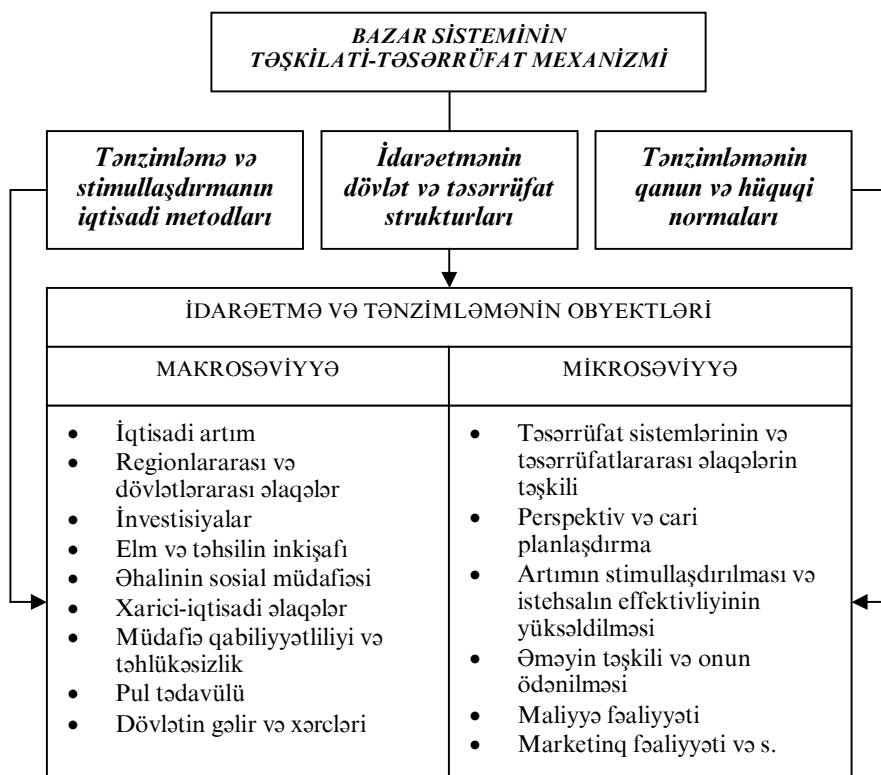 BAZAR SİSTEMİNİN
TƏŞKİLATİ-TƏSƏRRÜFAT MEXANİZMİ
Tənzimləmə və
stimullaşdırmanın
iqtisadi metodları
İdarəetmənin
dövlət və təsərrüfat
strukturları
Tənzimləmənin
qanun və hüquqi
normaları
İDARƏETMƏ VƏ TƏNZİMLƏMƏNİN OBYEKTLƏRİ
MAKROSƏVİYYƏ
• İqtisadi artım
• Regionlararası və
dövlətlərarası əlaqələr
• İnvestisiyalar
• Elm və təhsilin inkişafı
• Əhalinin sosial müdafiəsi
• Xarici-iqtisadi əlaqələr
• Müdafiə qabiliyyətliliyi və
təhlükəsizlik
• Pul tədavülü
• Dövlətin gəlir və xərcləri
MİKROSƏVİYYƏ
• Təsərrüfat sistemlərinin və
təsərrüfatlararası əlaqələrin
təşkili
• Perspektiv və cari
planlaşdırma
• Artımın stimullaşdırılması və
istehsalın effektivliyinin
yüksəldilməsi
• Əməyin təşkili və onun
ödənilməsi
• Maliyyə fəaliyyəti
• Marketinq fəaliyyəti və s.